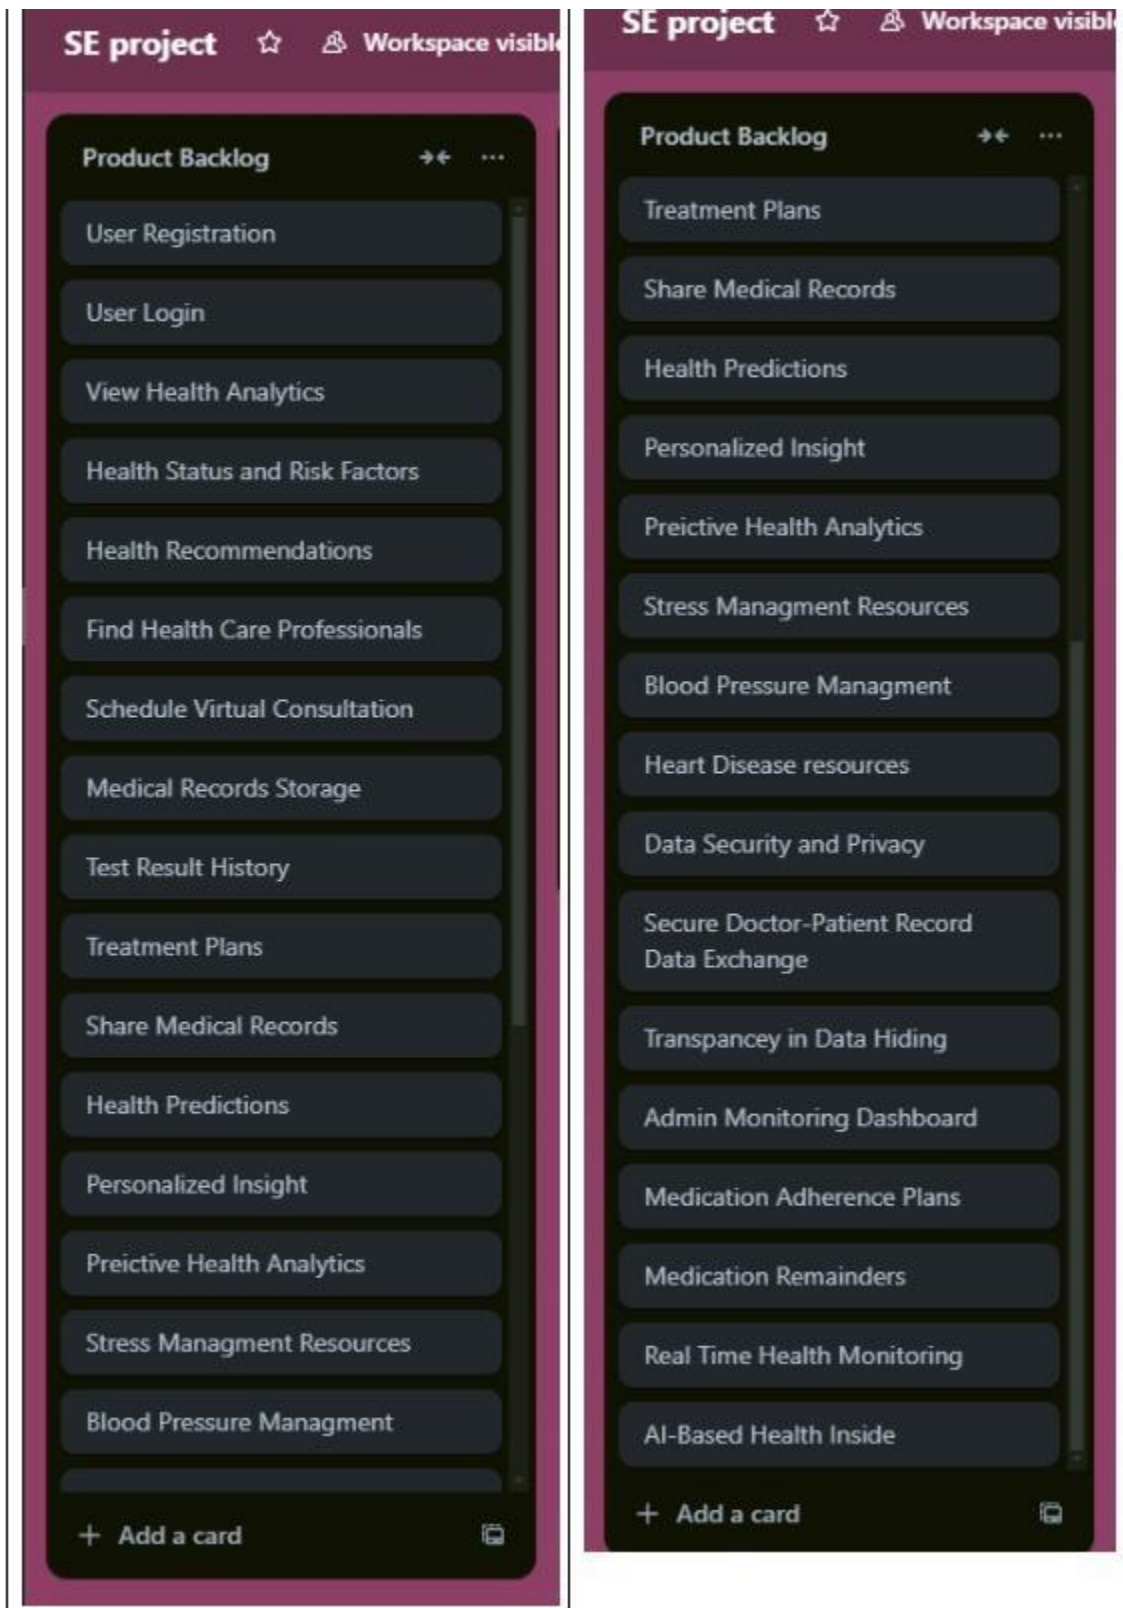 SE project Workspace visible
Product Backlog
User Registration
User Login
View Health Analytics
Health Status and Risk Factors
Health Recommendations
Find Health Care Professionals
Schedule Virtual Consultation
Medical Records Storage
Test Result History
Treatment Plans
Share Medical Records
Health Predictions
Personalized Insight
Preictive Health Analytics
Stress Managment Resources
Blood Pressure Managment
+ Add a card
SE project Workspace visibl
Product Backlog
Treatment Plans
Share Medical Records
Health Predictions
Personalized Insight
Preictive Health Analytics
Stress Managment Resources
Blood Pressure Managment
Heart Disease resources
Data Security and Privacy
Secure Doctor-Patient Record
Data Exchange
Transpancey in Data Hiding
Admin Monitoring Dashboard
Medication Adherence Plans
Medication Remainders
Real Time Health Monitoring
AI-Based Health Inside
+ Add a card